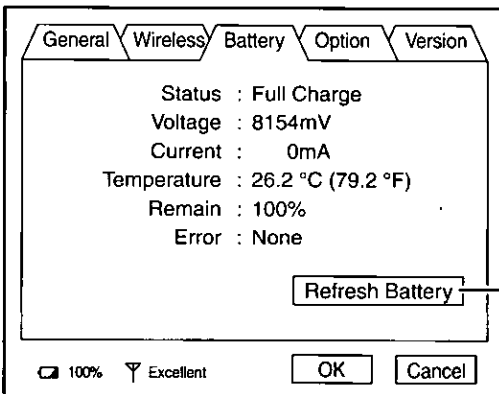 General Wireless Battery Option Version
Status : Full Charge
Voltage : 8154mV
Current : 0mA
Temperature : 26.2 °C (79.2 °F)
Remain : 100%
Error : None
Refresh Battery
100% Excellent OK Cancel